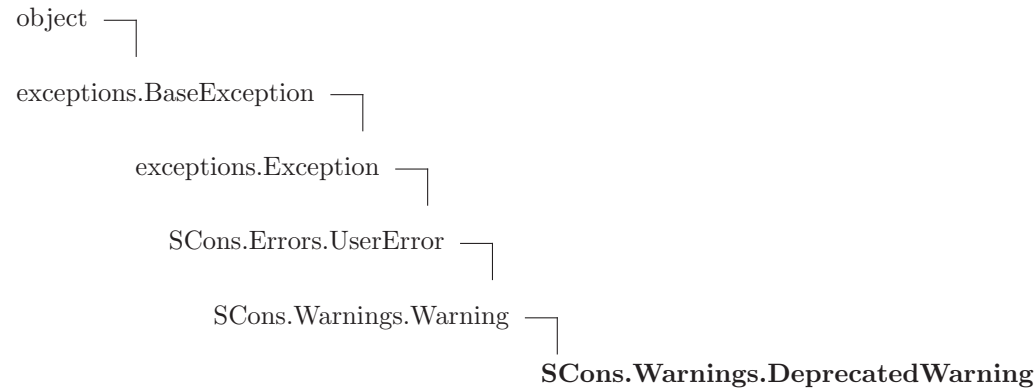 object
exceptions.BaseException
exceptions.Exception
SCons.Errors.UserError
SCons.Warnings.Warning
SCons.Warnings.DeprecatedWarning